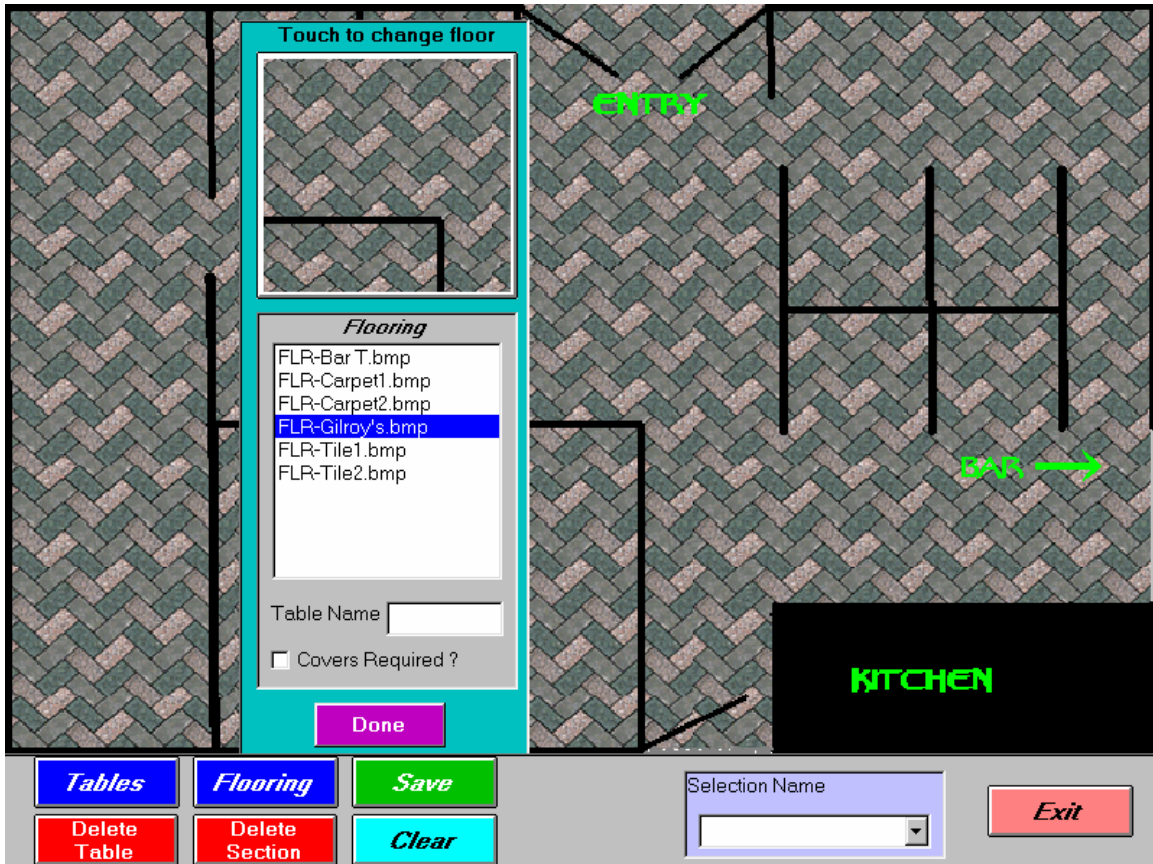 Touch to change floor
ENTRY
Flooring
FLR-Bar T.bmp
FLR-Carpet1.bmp
FLR-Carpet2.bmp
FLR-Gilroy's.bmp
FLR-Tile1.bmp
FLR-Tile2.bmp
BAR →
Table Name
Covers Required ?
KITCHEN
Done
Tables
Flooring
Save
Selection Name
Exit
Delete
Table
Delete
Section
Clear